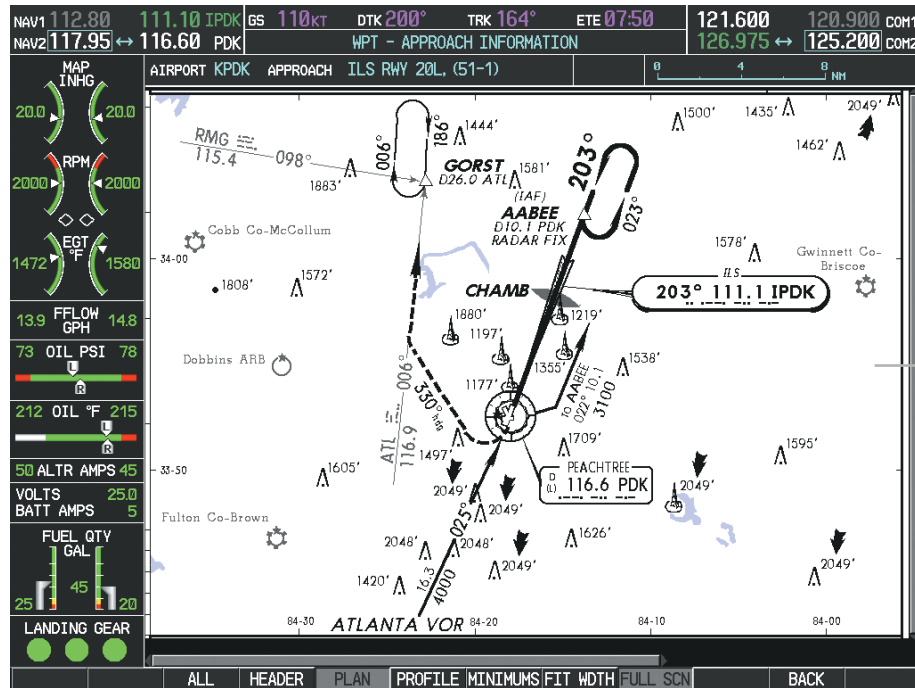 NAV1 112.80 111.10 IPDK
NAV2 117.95 ↔ 116.60 PDK
GS 110KT DTK 200° TRK 164° ETE 07:50
WPT - APPROACH INFORMATION
121.600 120.900 COM1
126.975 ↔ 125.200 COM2
AIRPORT KPDK APPROACH ILS RWY 20L, (51-1)
0 4 8 NM
MAP
INHG
20.0 20.0
RPM
2000 2000
EGT
°F
1472 1580
13.9 FFLOW 14.8
GPH
73 OIL PSI 78
L
R
212 OIL °F 215
L
R
50 ALTR AMPS 45
VOLTS 25.0
BATT AMPS 5
FUEL QTY
GAL
45
25 20
LANDING GEAR
RMG
115.4
098°
006°
186°
1444'
1883'
GORST
D26.0 ATL
1581'
(IAF)
AABEE
D10.1 PDK
RADAR FIX
203°
023°
1500'
1435'
2049'
1462'
1578'
Gwinnett Co-
Briscoe
Cobb Co-McCollum
34-00
1808'
1572'
CHAMB
ILS
203° 111.1 IPDK
1880'
1219'
1197'
1355'
1538'
1177'
Dobbins ARB
330° hdg
006°
ATL
116.9
TO AABEE
022° 10.1
3100
1497'
1709'
1595'
33-50
1605'
PEACHTREE
D
(L)
116.6 PDK
2049'
2049'
2049'
Fulton Co-Brown
025°
2048'
2048'
1626'
2049'
2049'
1420'
16.3
4000
ATLANTA VOR
84-30 84-20 84-10 84-00
ALL HEADER PLAN PROFILE MINIMUMS FIT WDTH FULL SCN BACK